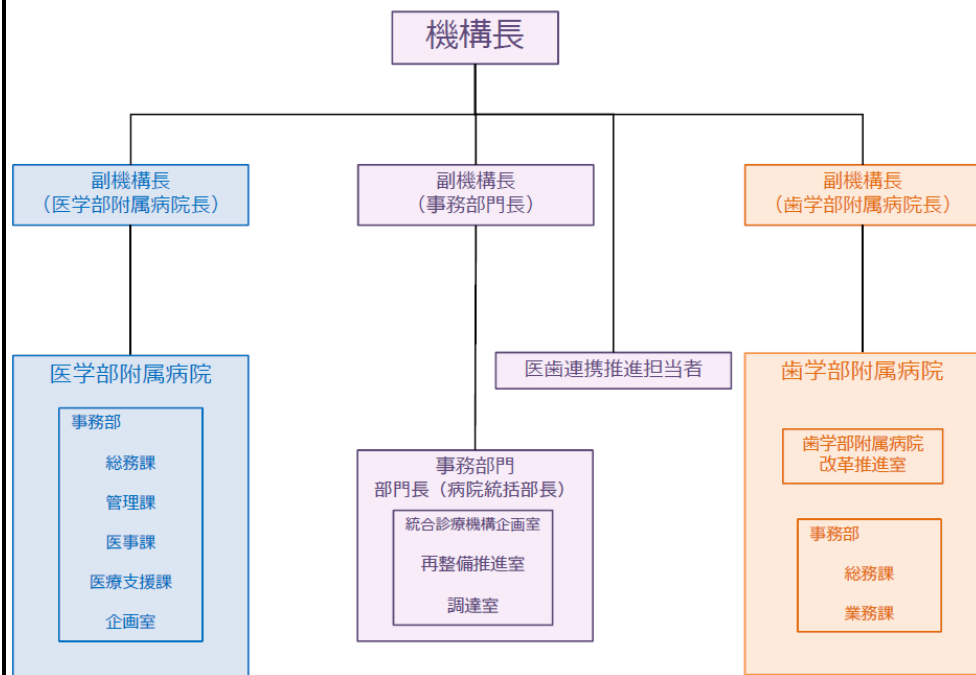 機構長
副機構長
（医学部附属病院長）
副機構長
（事務部門長）
副機構長
（歯学部附属病院長）
医学部附属病院
事務部
総務課
管理課
医事課
医療支援課
企画室
医歯連携推進担当者
事務部門
部門長（病院統括部長）
統合診療機構企画室
再整備推進室
調達室
歯学部附属病院
歯学部附属病院
改革推進室
事務部
総務課
業務課